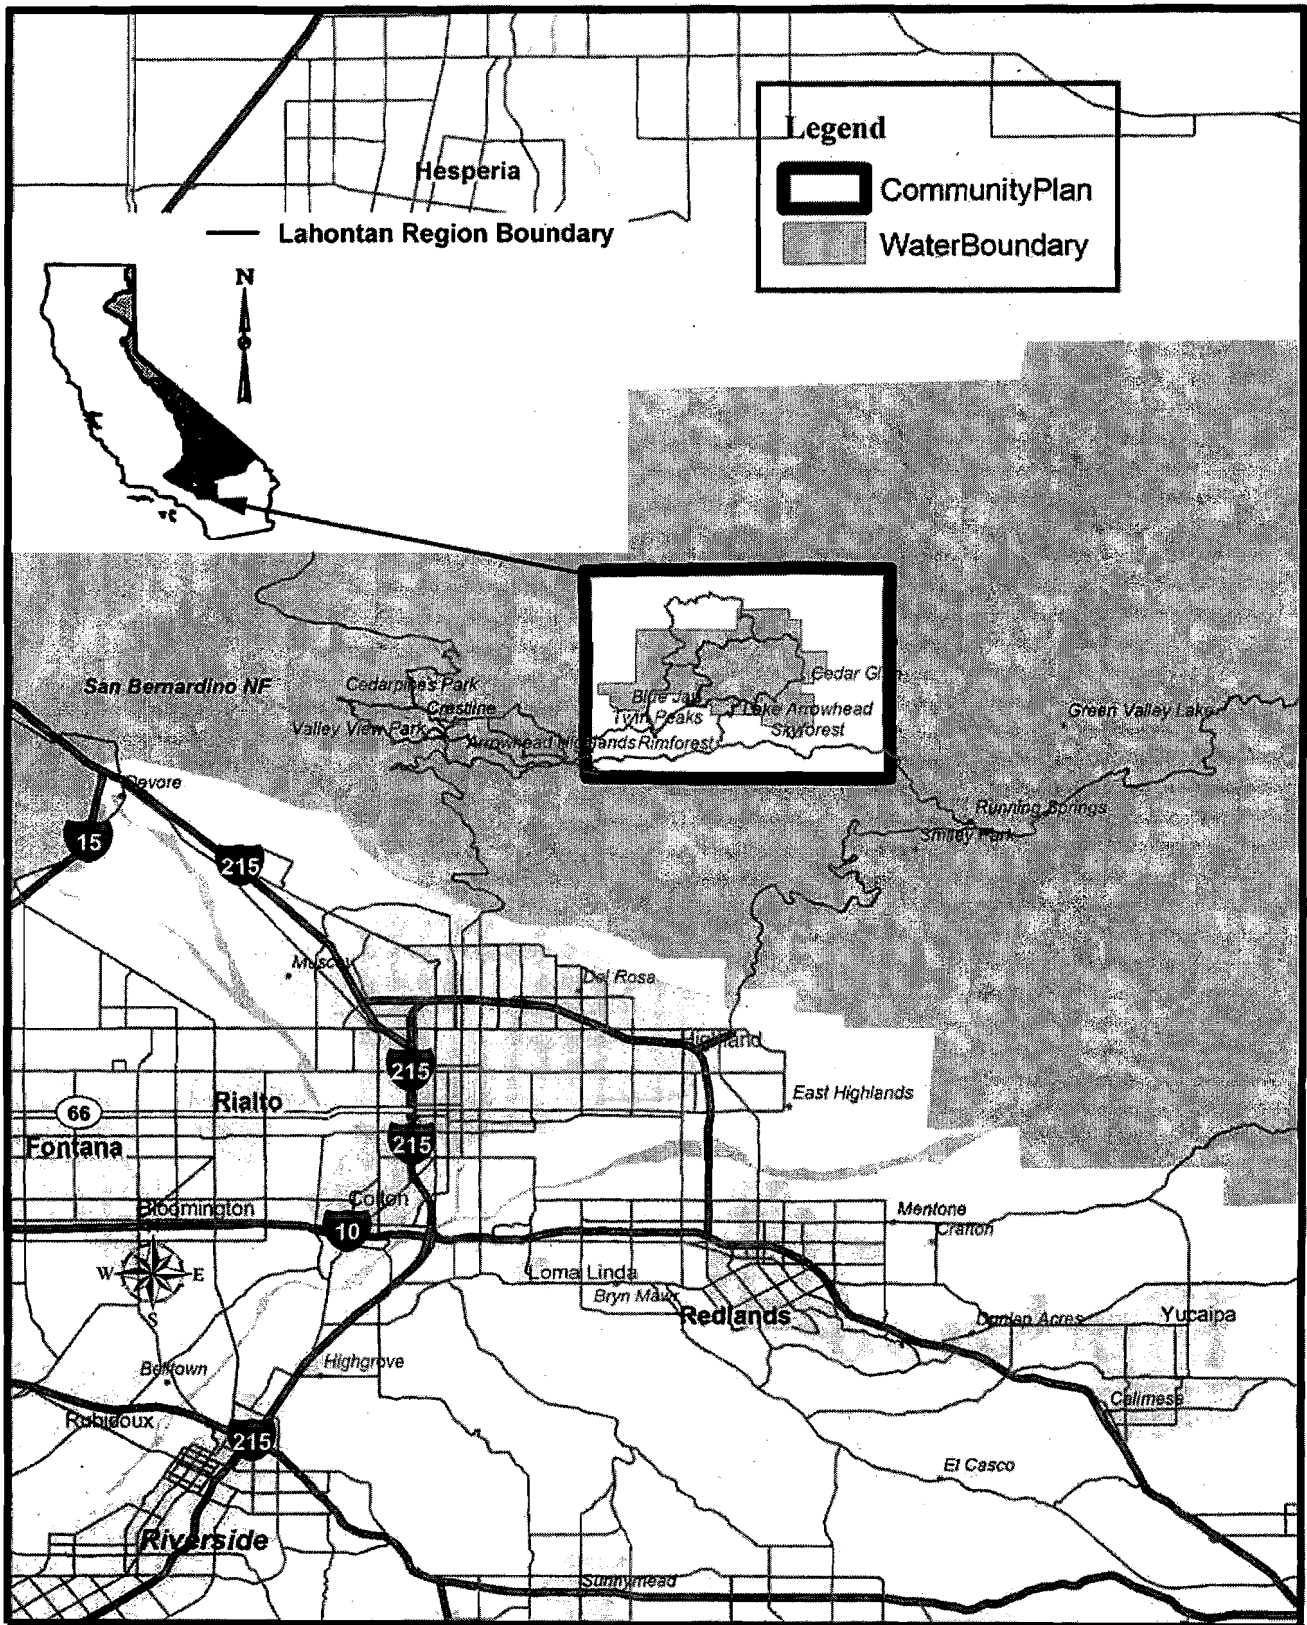 Legend
CommunityPlan
WaterBoundary
Hesperia
Lahontan Region Boundary
N
San Bernardino NF
Cedarpines Park
Crestline
Valley View Park
Arrowhead Highlands
Rimforest
Blue Jay
Twin Peaks
Cedar Glen
Lake Arrowhead
Skyforest
Green Valley Lake
Running Springs
Smiley Park
Devore
15
215
Muscoy
Del Rosa
Highland
215
East Highlands
66
Rialto
Fontana
215
Colton
Bloomington
10
Mentone
Crafton
W
E
S
Loma Linda
Bryn Mawr
Redlands
Dunlap Acres
Yucaipa
Belltown
Highgrove
Calimesa
Rubidoux
215
El Casco
Riverside
Sunnymead